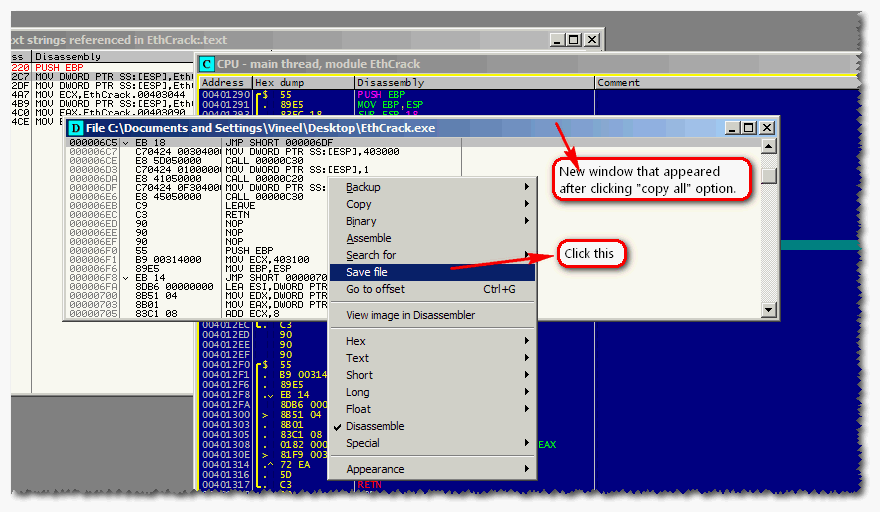 ext strings referenced in EthCrack:.text
ss Disassembly
220 PUSH EBP
2C7 MOV DWORD PTR SS:[ESP],Eth
2DF MOV DWORD PTR SS:[ESP],Eth
4A7 MOV ECX,EthCrack.00403044
4B9 MOV DWORD PTR SS:[ESP],Eth
4C0 MOV EAX,EthCrack.00403090
4CE MOV E
C CPU - main thread, module EthCrack
Address Hex dump Disassembly Comment
00401290 $ 55 PUSH EBP
00401291 . 89E5 MOV EBP,ESP
83EC 18 SUB ESP,18
D File C:\Documents and Settings\Vineel\Desktop\EthCrack.exe
000006C5 EB 18 JMP SHORT 000006DF
000006C7 C70424 00304000 MOV DWORD PTR SS:[ESP],403000
000006CE E8 5D050000 CALL 00000C30
000006D3 C70424 01000000 MOV DWORD PTR SS:[ESP],1
000006DA E8 41050000 CALL 00000C20
000006DF C70424 0F304000 MOV DWORD PTR
000006E6 E8 45050000 CALL 00000C30
000006EB C9 LEAVE
000006EC C3 RETN
000006ED 90 NOP
000006EE 90 NOP
000006EF 90 NOP
000006F0 55 PUSH EBP
000006F1 B9 00314000 MOV ECX,403100
000006F6 89E5 MOV EBP,ESP
000006F8 EB 14 JMP SHORT 0000070
000006FA 8DB6 00000000 LEA ESI,DWORD PTR
00000700 8B51 04 MOV EDX,DWORD PTR
00000703 8B01 MOV EAX,DWORD PTR
00000705 83C1 08 ADD ECX,8
New window that appeared
after clicking "copy all" option.
Click this
Backup
Copy
Binary
Assemble
Search for
Save file
Go to offset Ctrl+G
View image in Disassembler
Hex
Text
Short
Long
Float
Disassemble
Special
Appearance
004012EC . C3
004012ED 90
004012EE 90
004012EF 90
004012F0 $ 55
004012F1 . B9 00314
004012F6 . 89E5
004012F8 . EB 14
004012FA 8DB6 000
00401300 > 8B51 04
00401303 . 8B01
00401305 . 83C1 08
00401308 . 0182 000 EAX
0040130E > 81F9 003
00401314 .^ 72 EA
00401316 . 5D
00401317 . C3 RETN